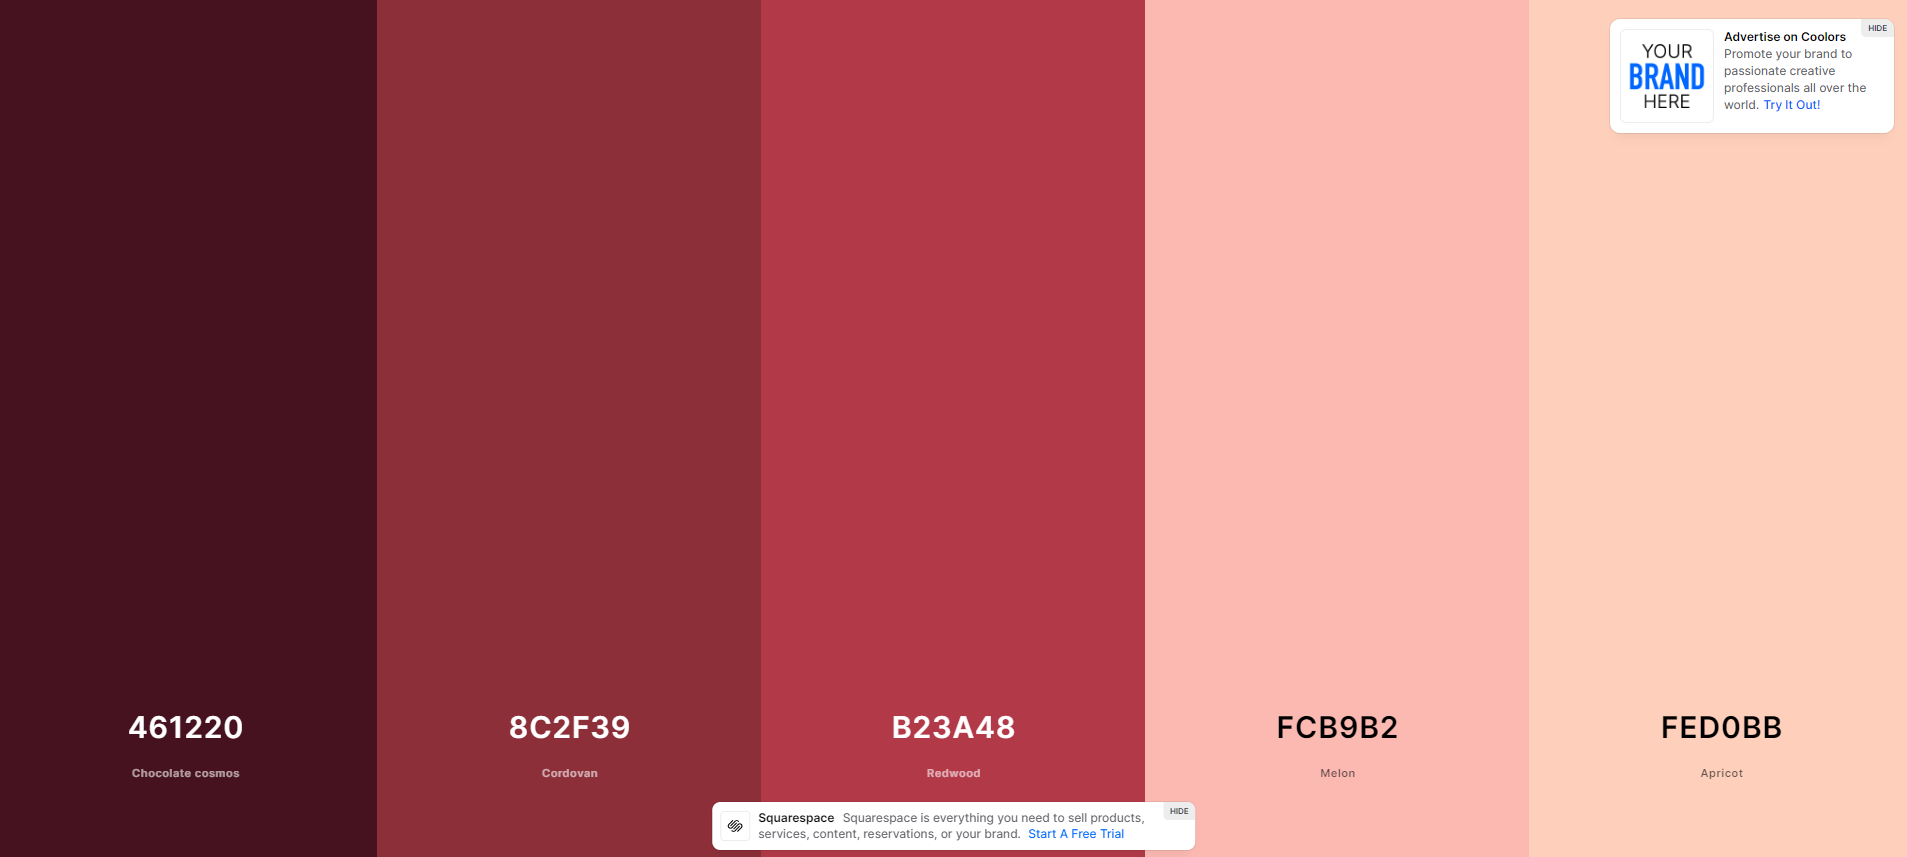 HIDE
Advertise on Coolors
Promote your brand to
passionate creative
professionals all over the
world. Try It Out!
YOUR
BRAND
HERE
461220
Chocolate cosmos
8C2F39
Cordovan
B23A48
Redwood
FCB9B2
Melon
FED0BB
Apricot
HIDE
Squarespace Squarespace is everything you need to sell products,
services, content, reservations, or your brand. Start A Free Trial